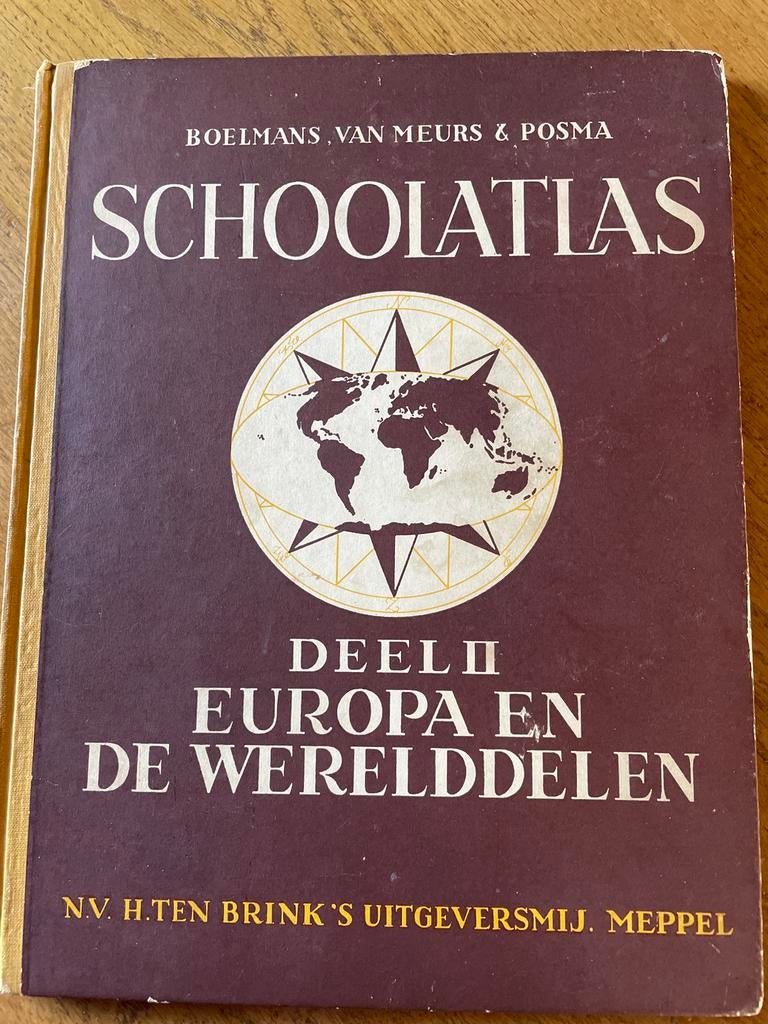 BOELMANS, VAN MEURS & POSMA
SCHOOLATLAS
N
Z
DEEL II
EUROPA EN
DE WERELDDELEN
N.V. H. TEN BRINK'S UITGEVERSMIJ. MEPPEL